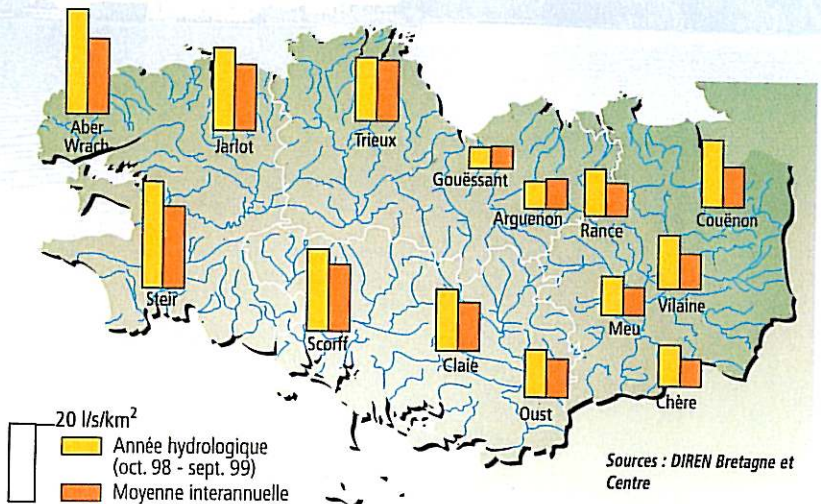 Aber
Wrach
Jarlot
Trieux
Gouëssant
Arguenon
Rance
Couënon
Steïr
Scorff
Claie
Meu
Vilaine
Oust
Chère
20 l/s/km²
Année hydrologique
(oct. 98 - sept. 99)
Moyenne interannuelle
Sources : DIREN Bretagne et
Centre